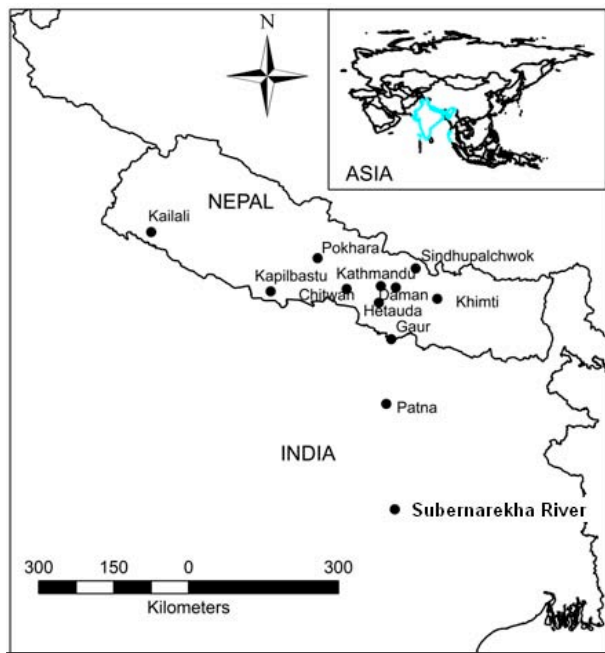 N
ASIA
NEPAL
Kailali
Pokhara
Sindhupalchwok
Kapilbastu
Kathmandu
Chitwan
Daman
Khimti
Hetauda
Gaur
Patna
INDIA
Subernarekha River
300 150 0 300
Kilometers